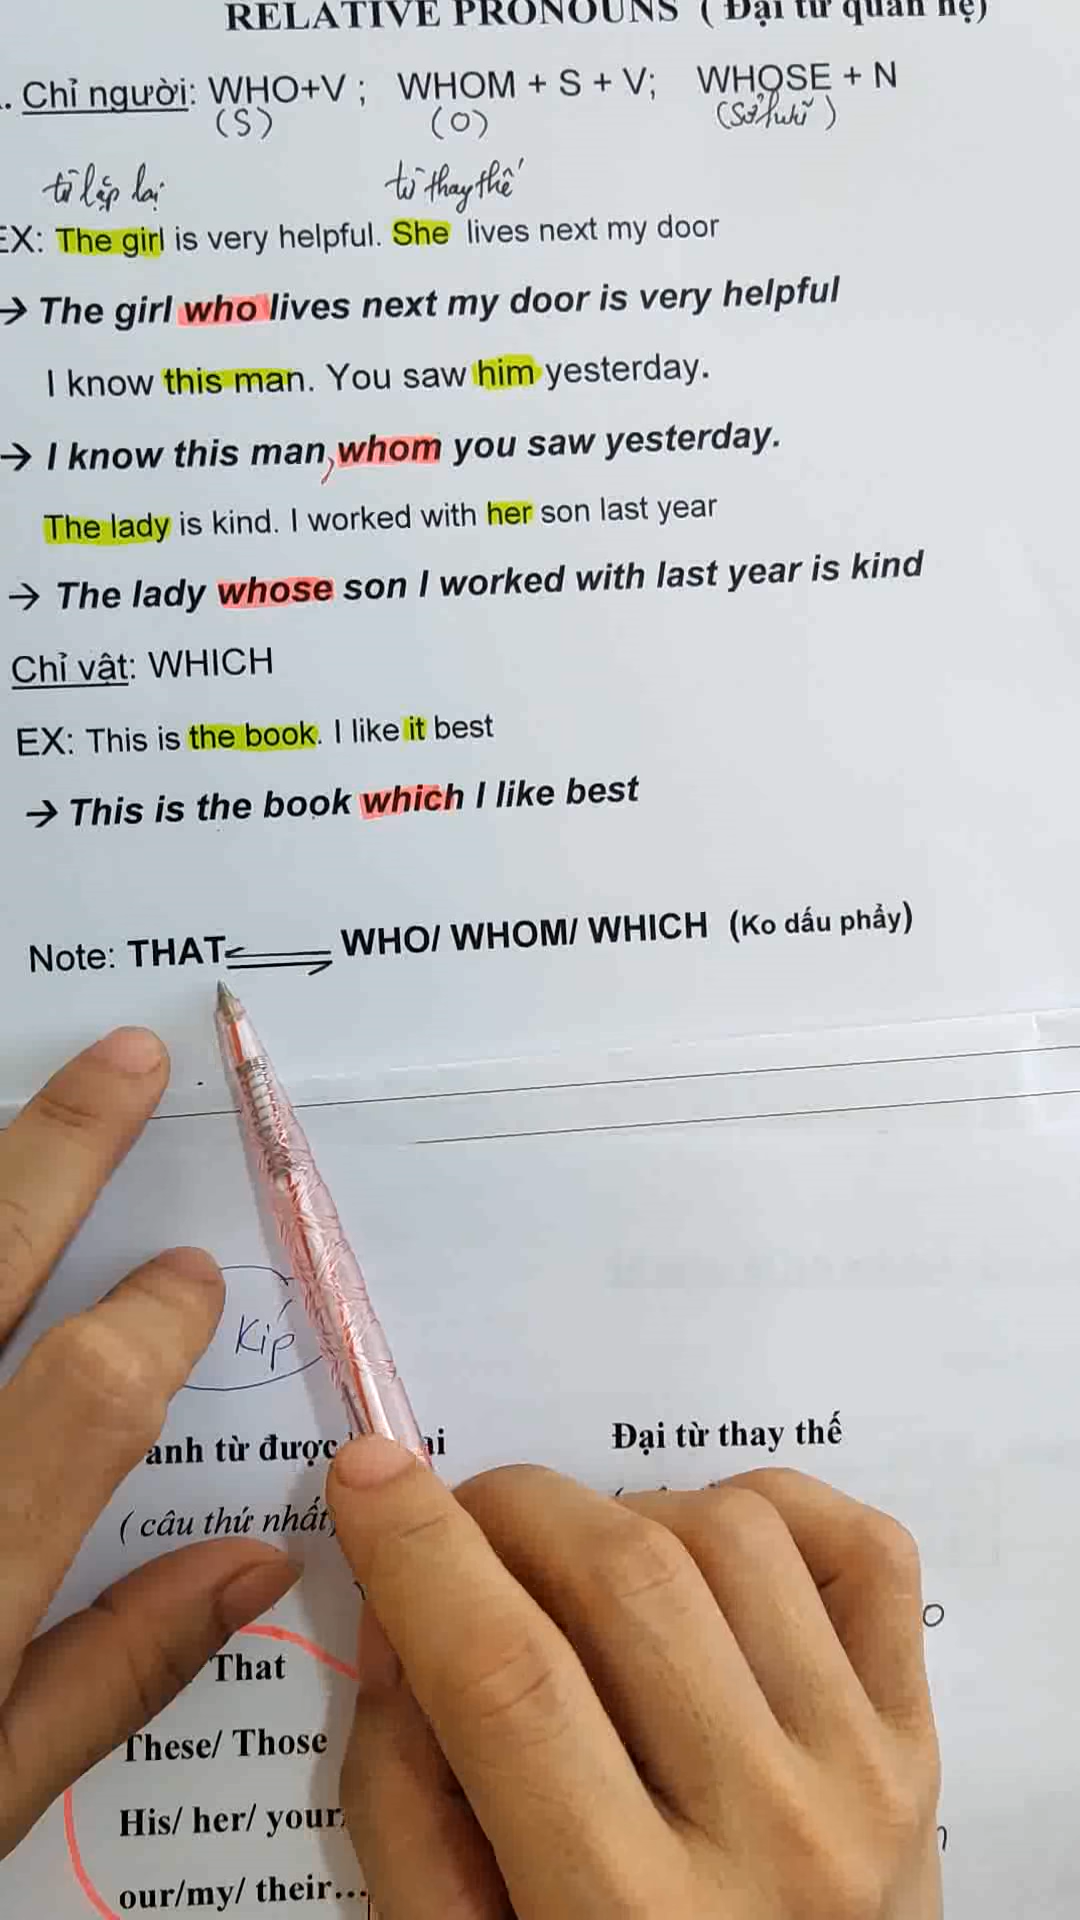 RELATIVE PRONOUNS ( Đại từ quan hệ)
. Chỉ người: WHO+V ; WHOM + S + V; WHOSE + N
(S) (O) (Sở hữu)
từ lặp lại từ thay thế
EX: The girl is very helpful. She lives next my door
→ The girl who lives next my door is very helpful
I know this man. You saw him yesterday.
→ I know this man, whom you saw yesterday.
The lady is kind. I worked with her son last year
→ The lady whose son I worked with last year is kind
Chỉ vật: WHICH
EX: This is the book. I like it best
→ This is the book which I like best
Note: THAT WHO/ WHOM/ WHICH (Ko dấu phẩy)
Kíp
anh từ được Đại từ thay thế
( câu thứ nhất)
That
These/ Those
His/ her/ your/
our/my/ their...